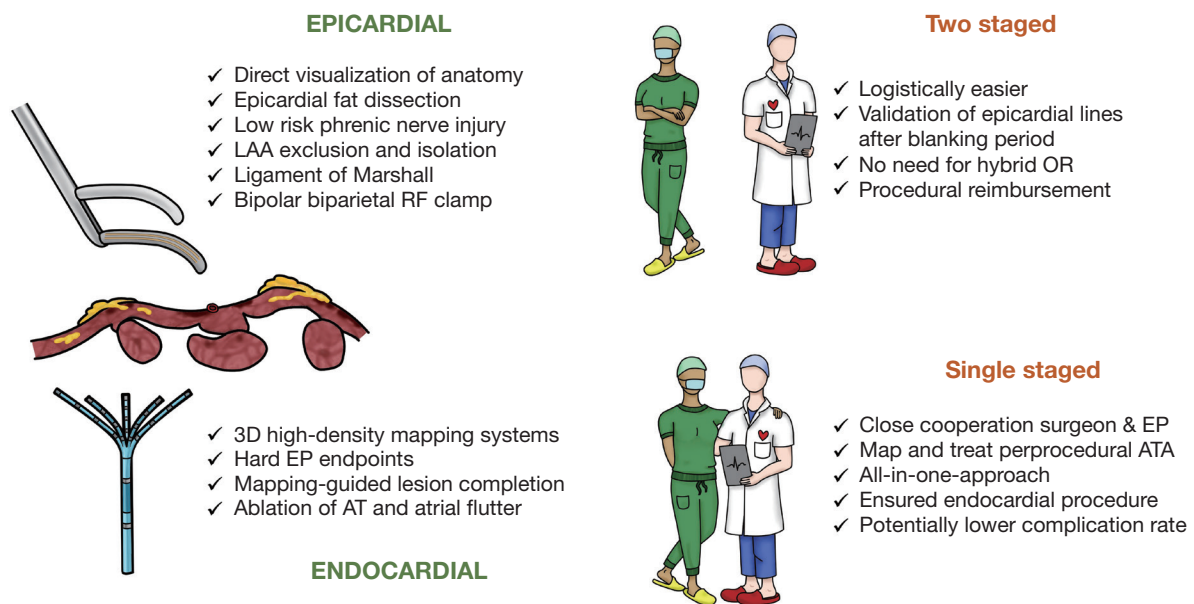 EPICARDIAL
✓ Direct visualization of anatomy
✓ Epicardial fat dissection
✓ Low risk phrenic nerve injury
✓ LAA exclusion and isolation
✓ Ligament of Marshall
✓ Bipolar biparietal RF clamp
✓ 3D high-density mapping systems
✓ Hard EP endpoints
✓ Mapping-guided lesion completion
✓ Ablation of AT and atrial flutter
ENDOCARDIAL
Two staged
✓ Logistically easier
✓ Validation of epicardial lines
after blanking period
✓ No need for hybrid OR
✓ Procedural reimbursement
Single staged
✓ Close cooperation surgeon & EP
✓ Map and treat perprocedural ATA
✓ All-in-one-approach
✓ Ensured endocardial procedure
✓ Potentially lower complication rate